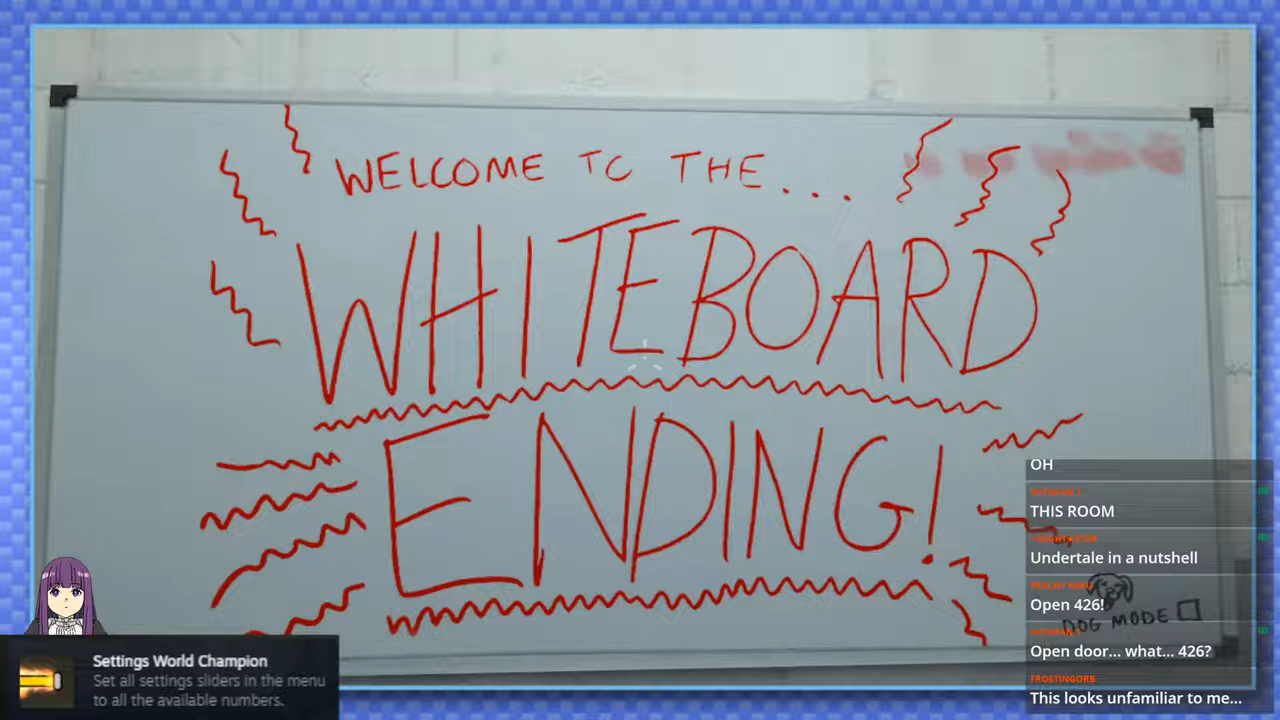 WELCOME TO THE...
WHITEBOARD
ENDING!
OH
THIS ROOM
Undertale in a nutshell
Open 426!
DOG MODE
Open door... what... 426?
FROSTINGORB
This looks unfamiliar to me...
Settings World Champion
Set all settings sliders in the menu
to all the available numbers.